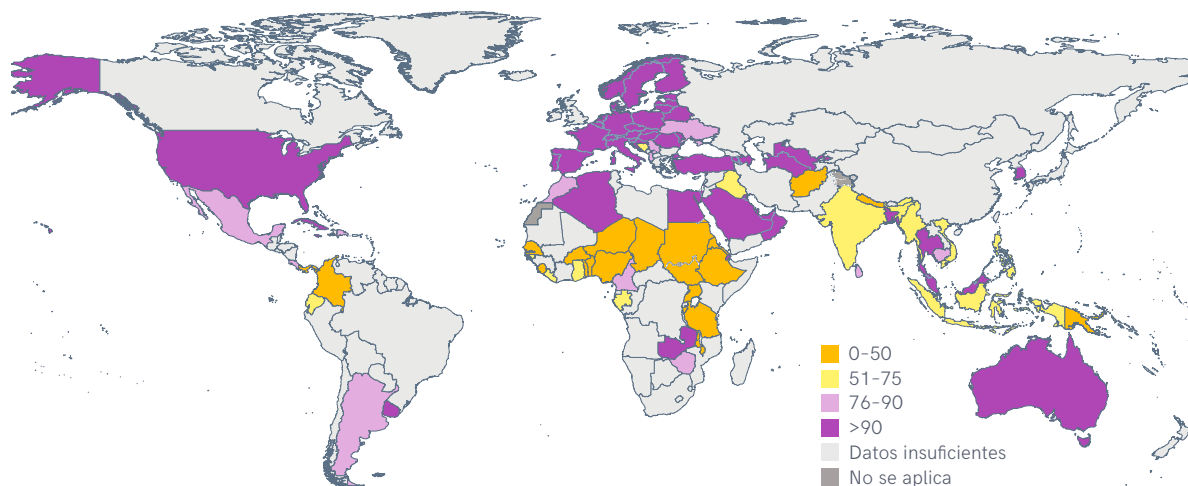 0–50
51–75
76–90
>90
Datos insuficientes
No se aplica